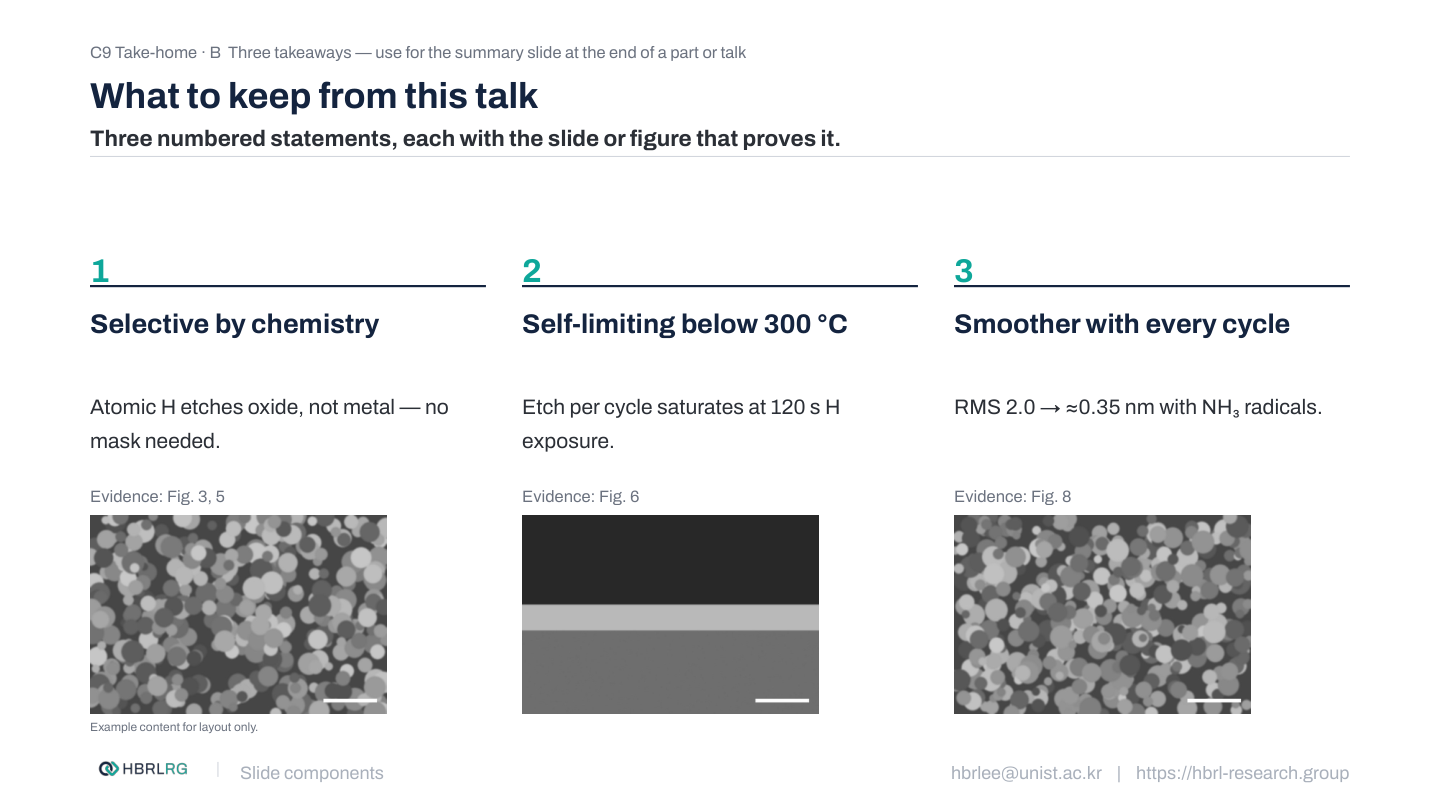 C9 Take-home · B  Three takeaways — use for the summary slide at the end of a part or talk
What to keep from this talk
Three numbered statements, each with the slide or figure that proves it.
1
Selective by chemistry
Atomic H etches oxide, not metal — no
mask needed.
Evidence: Fig. 3, 5
2
Self-limiting below 300 °C
Etch per cycle saturates at 120 s H
exposure.
Evidence: Fig. 6
3
Smoother with every cycle
RMS 2.0 → ≈0.35 nm with NH₃ radicals.
Evidence: Fig. 8
Example content for layout only.
HBRLRG | Slide components
hbrlee@unist.ac.kr | https://hbrl-research.group